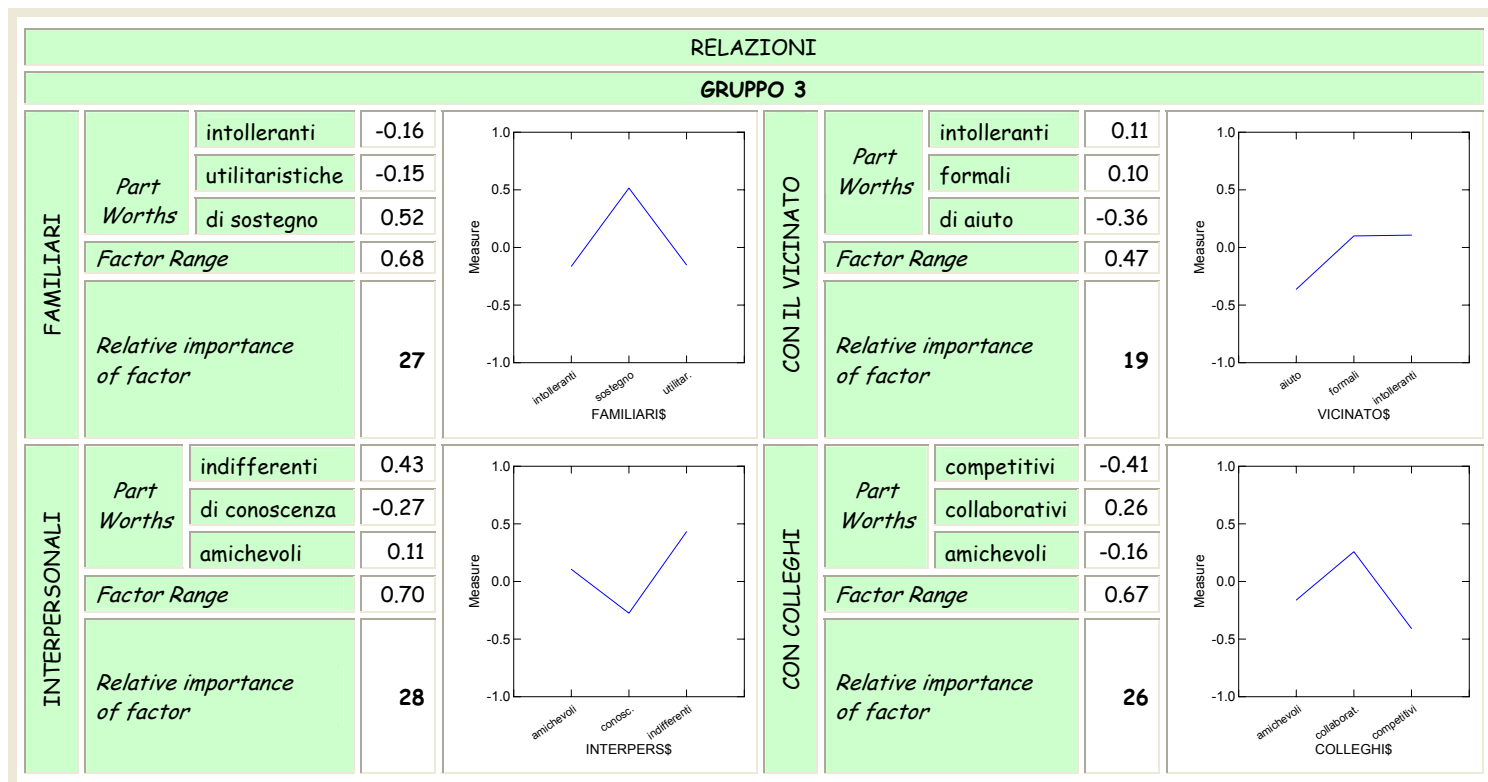 RELAZIONI
GRUPPO 3
FAMILIARI
Part
Worths
intolleranti -0.16
utilitaristiche -0.15
di sostegno 0.52
Factor Range 0.68
Relative importance
of factor
27
1.0
0.5
0.0
-0.5
-1.0
Measure
intolleranti
sostegno
utilitar.
FAMILIARI$
CON IL VICINATO
Part
Worths
intolleranti 0.11
formali 0.10
di aiuto -0.36
Factor Range 0.47
Relative importance
of factor
19
1.0
0.5
0.0
-0.5
-1.0
Measure
aiuto
formali
intolleranti
VICINATO$
INTERPERSONALI
Part
Worths
indifferenti 0.43
di conoscenza -0.27
amichevoli 0.11
Factor Range 0.70
Relative importance
of factor
28
1.0
0.5
0.0
-0.5
-1.0
Measure
amichevoli
conosc.
indifferenti
INTERPERS$
CON COLLEGHI
Part
Worths
competitivi -0.41
collaborativi 0.26
amichevoli -0.16
Factor Range 0.67
Relative importance
of factor
26
1.0
0.5
0.0
-0.5
-1.0
Measure
amichevoli
collaborat.
competitivi
COLLEGHI$